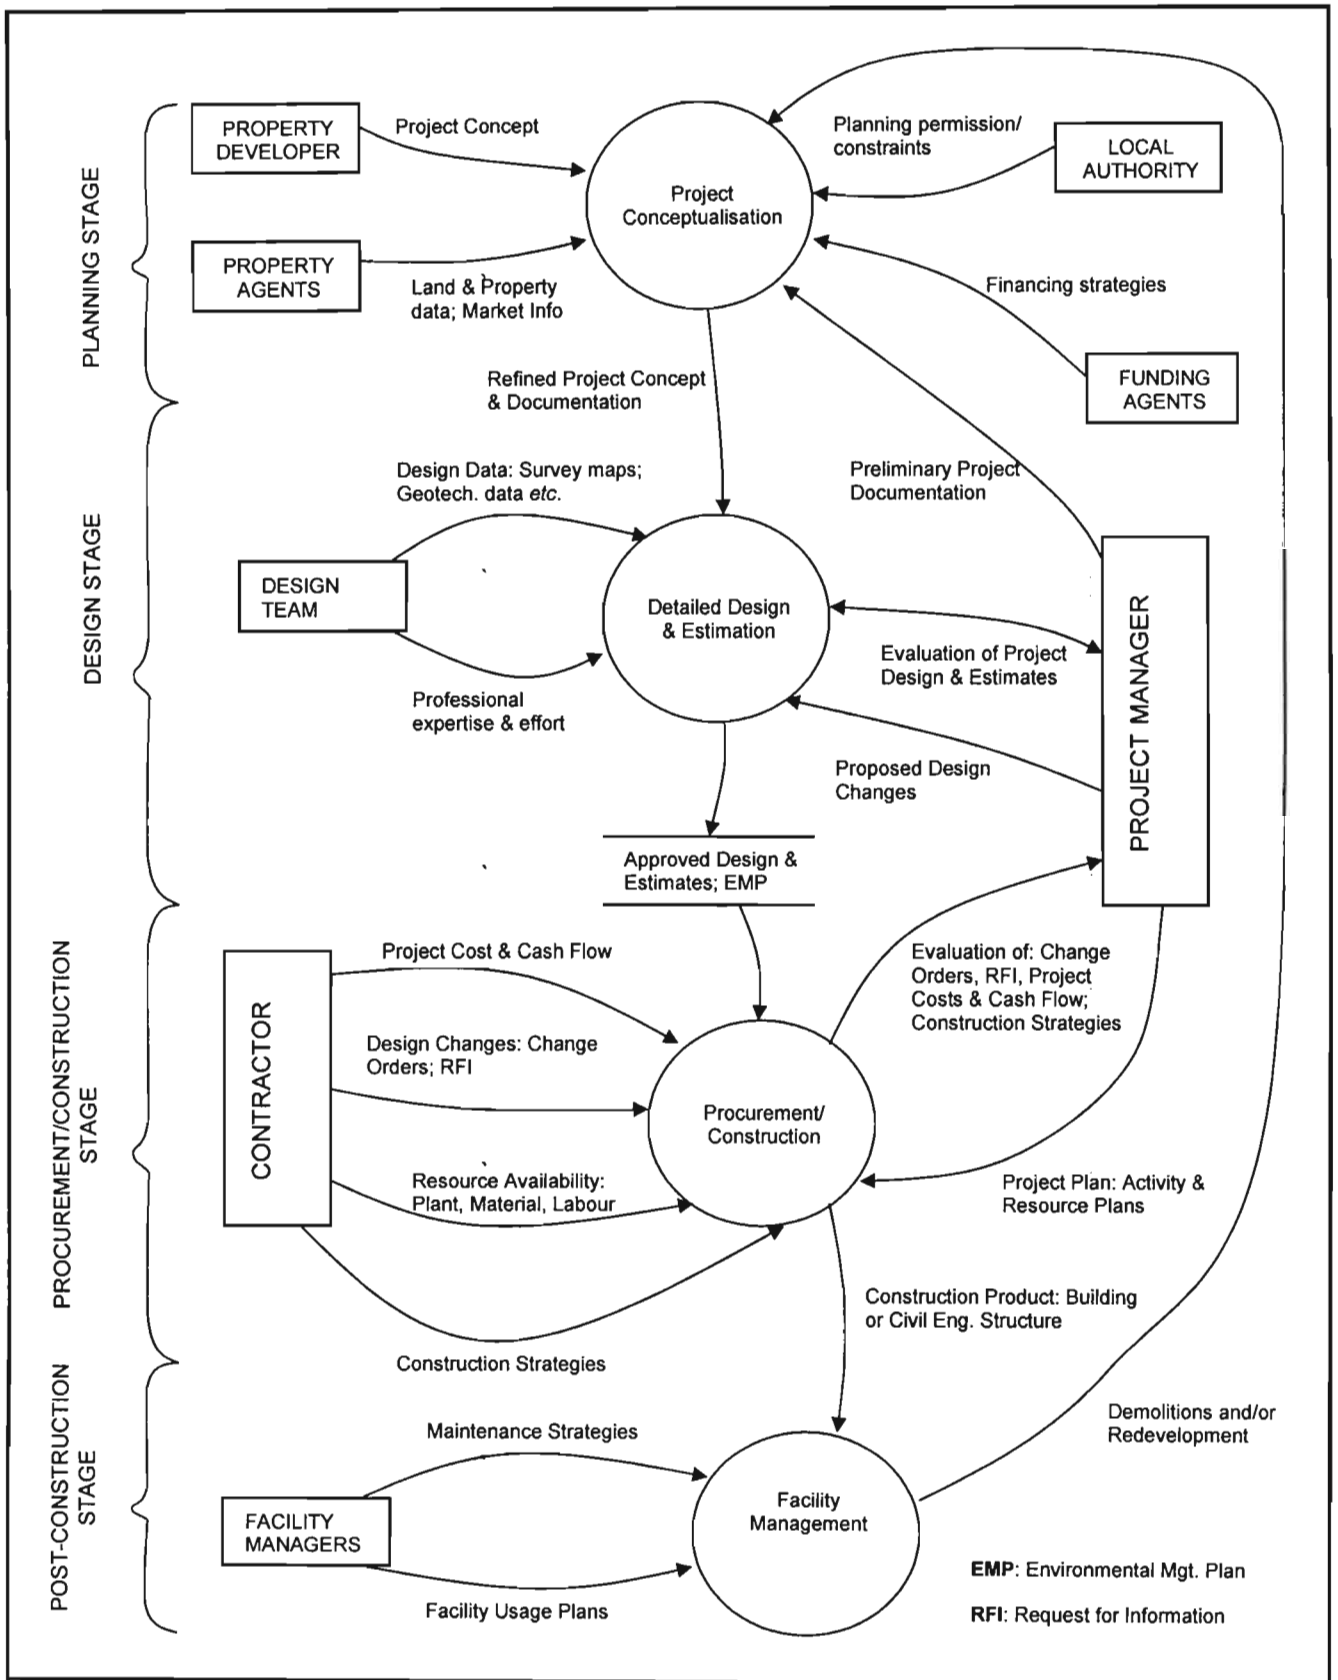 PLANNING STAGE
PROPERTY
DEVELOPER
Project Concept
Project
Conceptualisation
Planning permission/
constraints
LOCAL
AUTHORITY
PROPERTY
AGENTS
Land & Property
data; Market Info
Financing strategies
FUNDING
AGENTS
Refined Project Concept
& Documentation
Preliminary Project
Documentation
DESIGN STAGE
Design Data: Survey maps;
Geotech. data etc.
DESIGN
TEAM
Professional
expertise & effort
Detailed Design
& Estimation
Evaluation of Project
Design & Estimates
Proposed Design
Changes
PROJECT MANAGER
Approved Design &
Estimates; EMP
PROCUREMENT/CONSTRUCTION
STAGE
CONTRACTOR
Project Cost & Cash Flow
Design Changes: Change
Orders; RFI
Resource Availability:
Plant, Material, Labour
Construction Strategies
Procurement/
Construction
Evaluation of: Change
Orders, RFI, Project
Costs & Cash Flow;
Construction Strategies
Project Plan: Activity &
Resource Plans
Construction Product: Building
or Civil Eng. Structure
POST-CONSTRUCTION
STAGE
Maintenance Strategies
FACILITY
MANAGERS
Facility Usage Plans
Facility
Management
Demolitions and/or
Redevelopment
EMP: Environmental Mgt. Plan
RFI: Request for Information